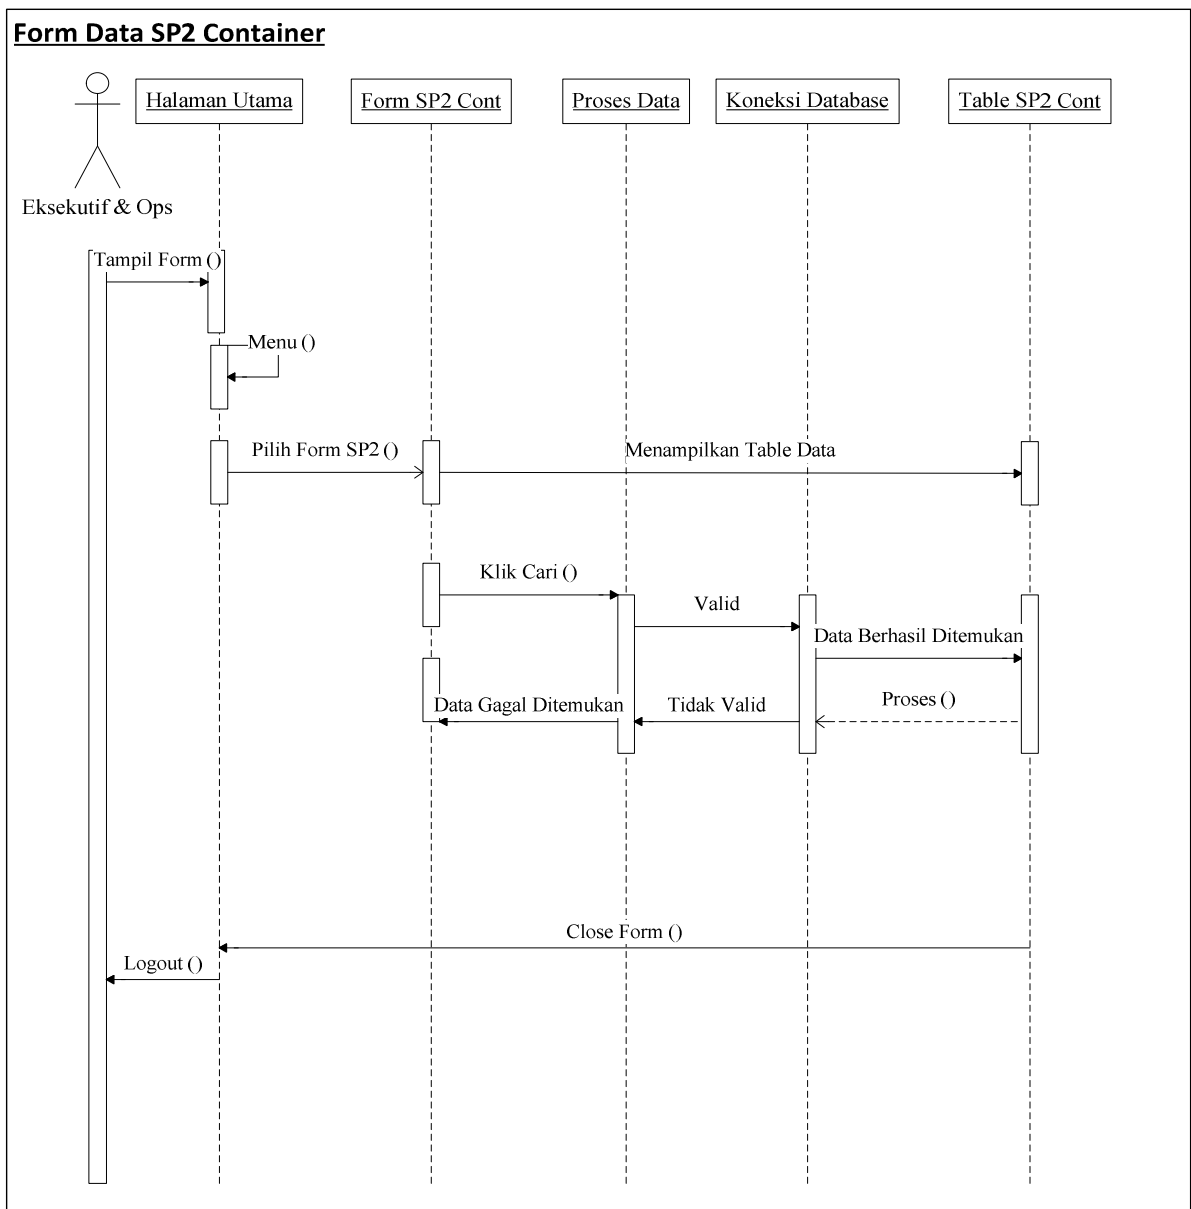 Form Data SP2 Container
Halaman Utama
Form SP2 Cont
Proses Data
Koneksi Database
Table SP2 Cont
Eksekutif & Ops
Tampil Form ()
Menu ()
Pilih Form SP2 ()
Menampilkan Table Data
Klik Cari ()
Valid
Data Berhasil Ditemukan
Data Gagal Ditemukan
Tidak Valid
Proses ()
Close Form ()
Logout ()